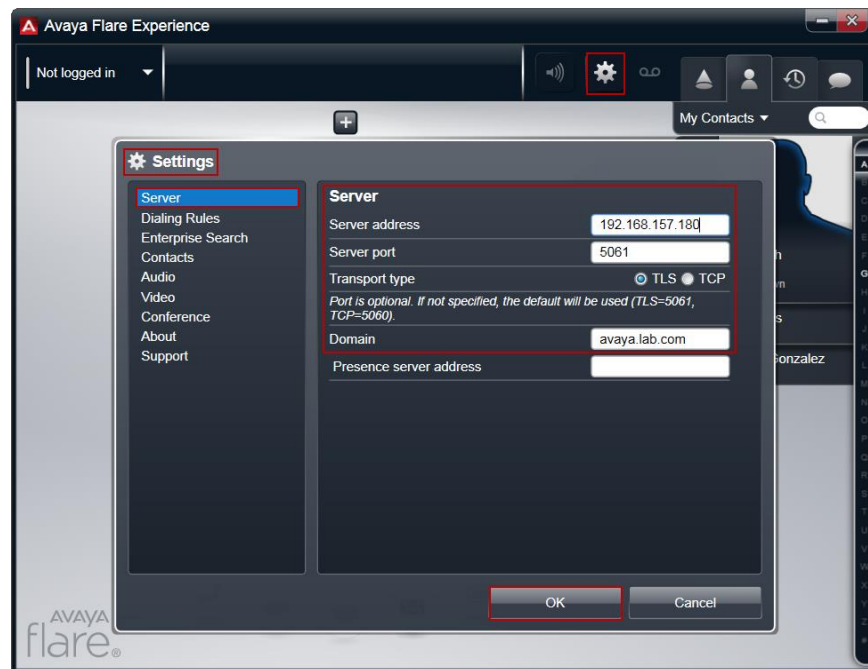 Avaya Flare Experience
Not logged in
My Contacts
Settings
Server
Dialing Rules
Enterprise Search
Contacts
Audio
Video
Conference
About
Support
Server
Server address 192.168.157.180
Server port 5061
Transport type TLS TCP
Port is optional. If not specified, the default will be used (TLS=5061,
TCP=5060).
Domain avaya.lab.com
Presence server address
OK Cancel
onzalez
A
B
C
D
E
F
G
H
I
J
K
L
M
N
O
P
Q
R
S
T
U
V
W
X
Y
Z
#
AVAYA
flare®